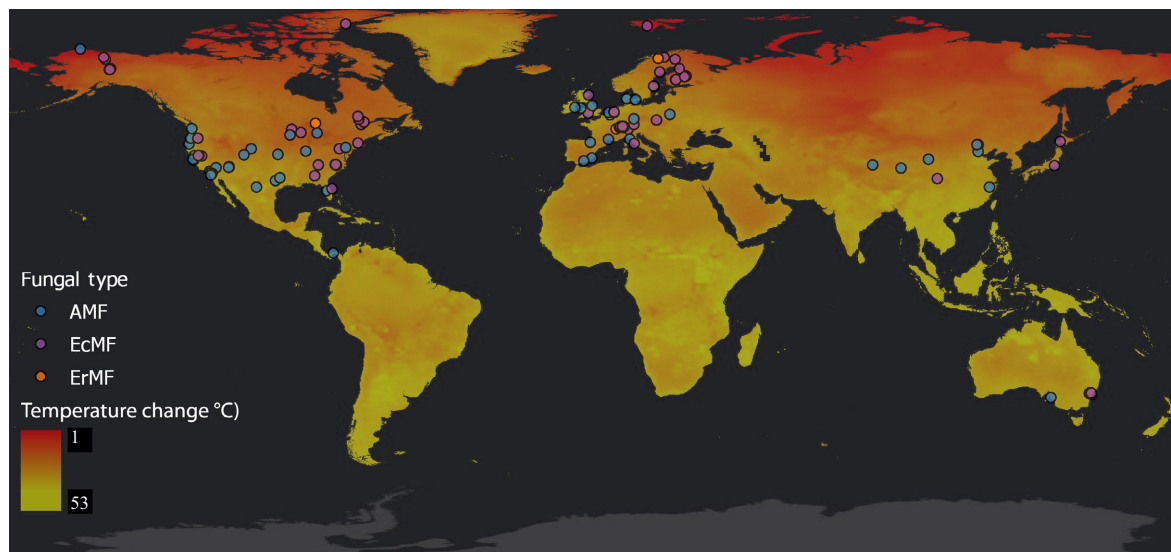 Fungal type
AMF
EcMF
ErMF
Temperature change °C)
1
53